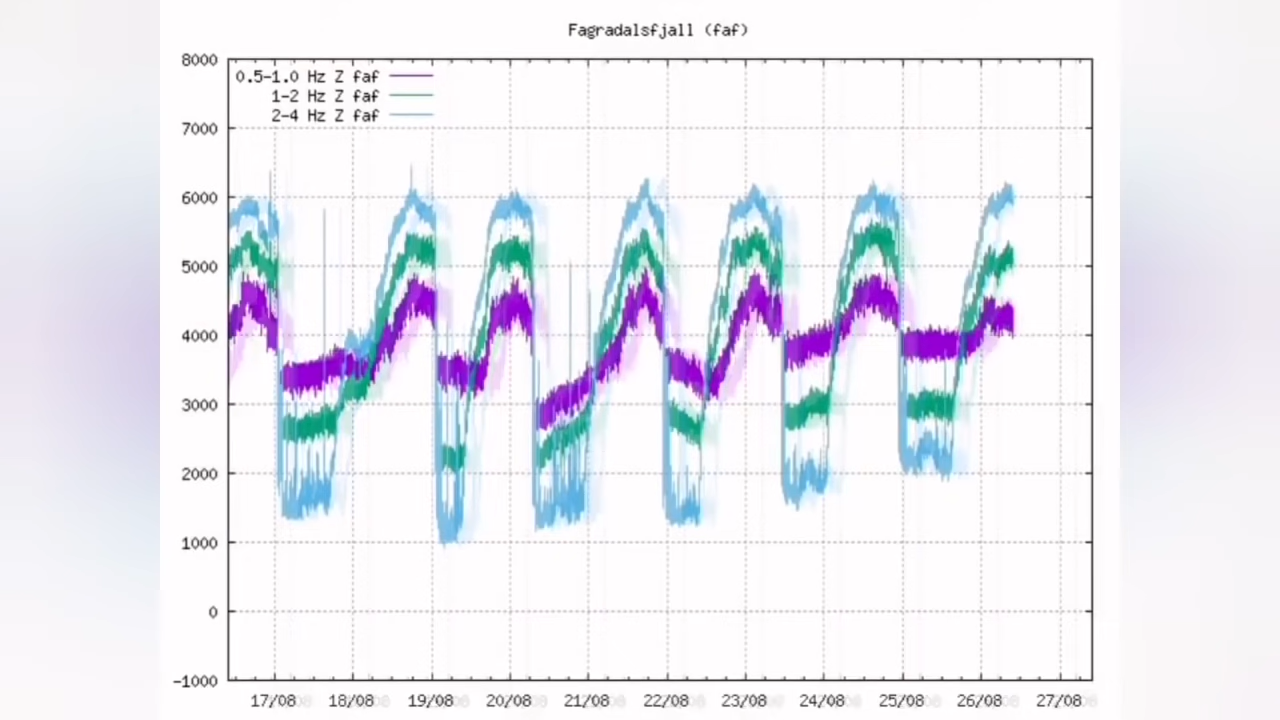 Fagradalsfjall (faf)
8000
0.5-1.0 Hz Z faf
1-2 Hz Z faf
2-4 Hz Z faf
7000
6000
5000
4000
3000
2000
1000
0
-1000
17/08 18/08 19/08 20/08 21/08 22/08 23/08 24/08 25/08 26/08 27/08